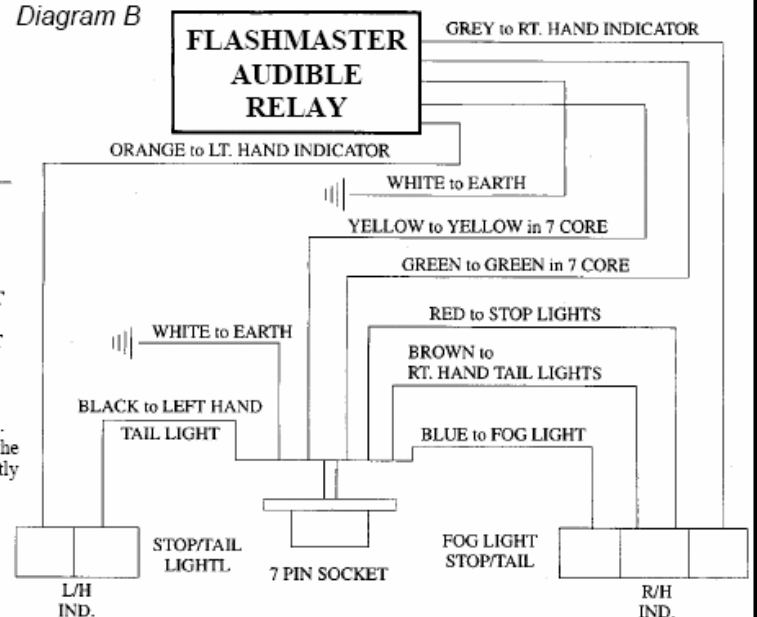 Diagram B
FLASHMASTER
AUDIBLE
RELAY
GREY to RT. HAND INDICATOR
ORANGE to LT. HAND INDICATOR
WHITE to EARTH
YELLOW to YELLOW in 7 CORE
GREEN to GREEN in 7 CORE
RED to STOP LIGHTS
WHITE to EARTH
BROWN to
RT. HAND TAIL LIGHTS
BLACK to LEFT HAND
TAIL LIGHT
BLUE to FOG LIGHT
he
tly
STOP/TAIL
LIGHTL
7 PIN SOCKET
FOG LIGHT
STOP/TAIL
L/H
IND.
R/H
IND.